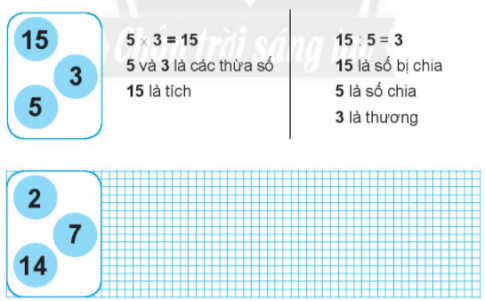 15
3
5
5 × 3 = 15
5 và 3 là các thừa số
15 là tích
15 : 5 = 3
15 là số bị chia
5 là số chia
3 là thương
Chân trời sáng tạo
2
7
14